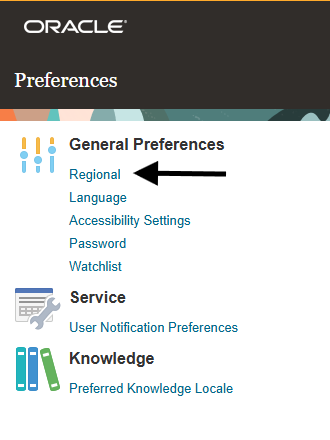 ORACLE
Preferences
General Preferences
Regional
Language
Accessibility Settings
Password
Watchlist
Service
User Notification Preferences
Knowledge
Preferred Knowledge Locale